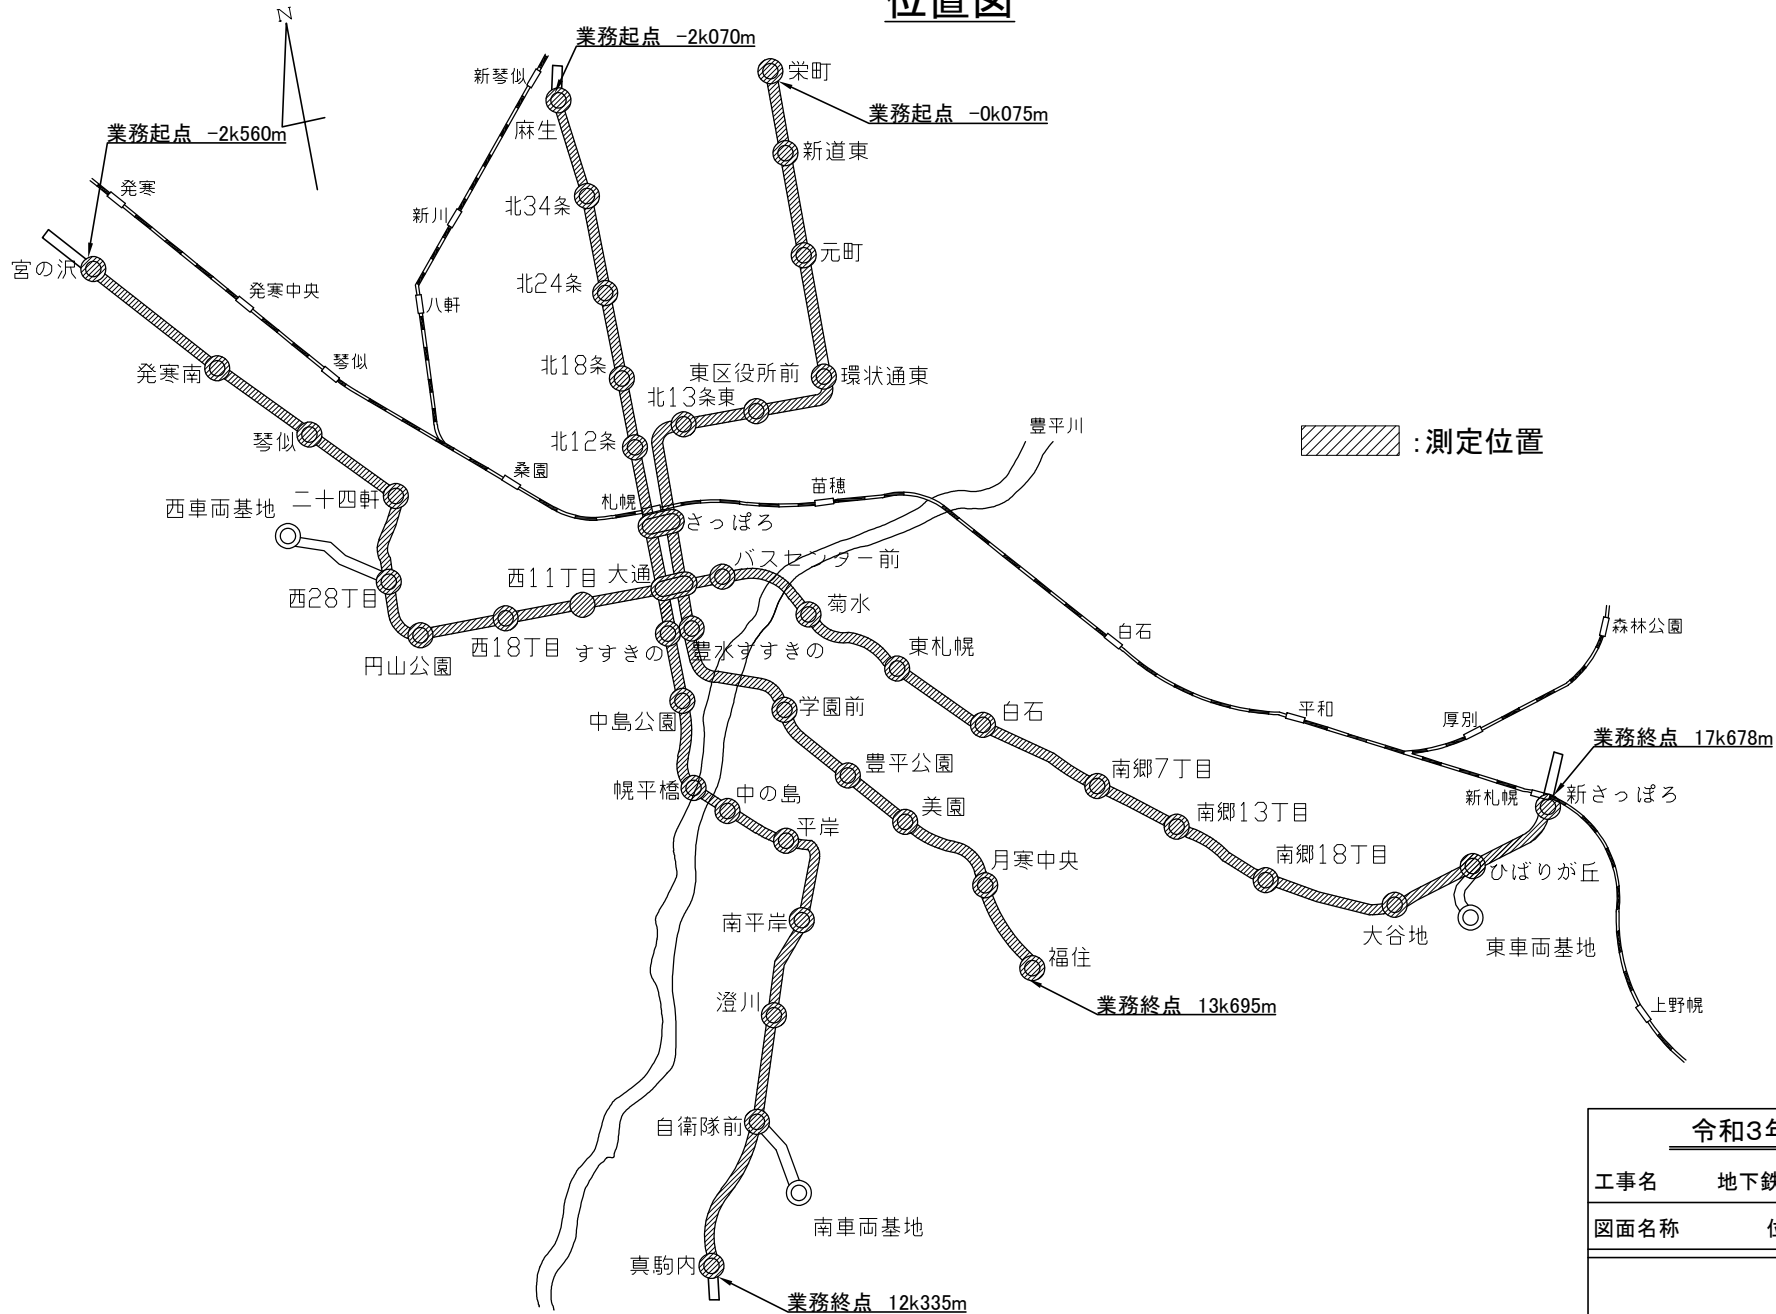 位置図
N
業務起点 -2k070m
新琴似
栄町
業務起点 -0k075m
業務起点 -2k560m
麻生
新道東
発寒
北34条
新川
元町
宮の沢
発寒中央
北24条
八軒
琴似
北18条
東区役所前
環状通東
発寒南
北13条東
豊平川
琴似
北12条
:測定位置
桑園
二十四軒
札幌
苗穂
西車両基地
さっぽろ
バスセンター前
西11丁目
大通
西28丁目
菊水
森林公園
白石
西18丁目
すすきの
豊水すすきの
東札幌
円山公園
学園前
白石
平和
中島公園
厚別
業務終点 17k678m
豊平公園
南郷7丁目
幌平橋
中の島
新札幌
新さっぽろ
美園
南郷13丁目
平岸
月寒中央
南郷18丁目
ひばりが丘
南平岸
大谷地
東車両基地
福住
澄川
業務終点 13k695m
上野幌
自衛隊前
令和3年
工事名 地下鉄
南車両基地
図面名称 位
真駒内
業務終点 12k335m